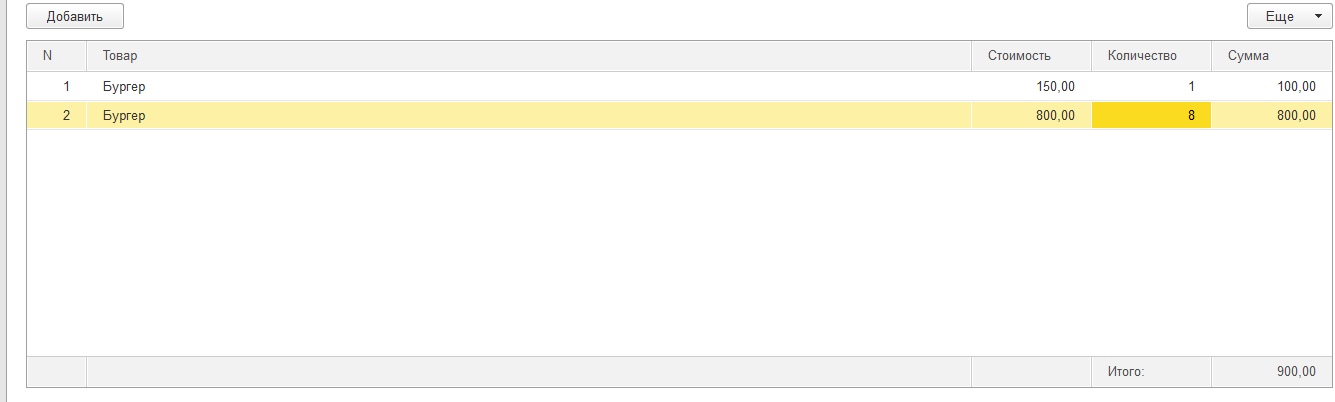 Добавить Еще
N Товар Стоимость Количество Сумма
1 Бургер 150,00 1 100,00
2 Бургер 800,00 8 800,00
Итого: 900,00